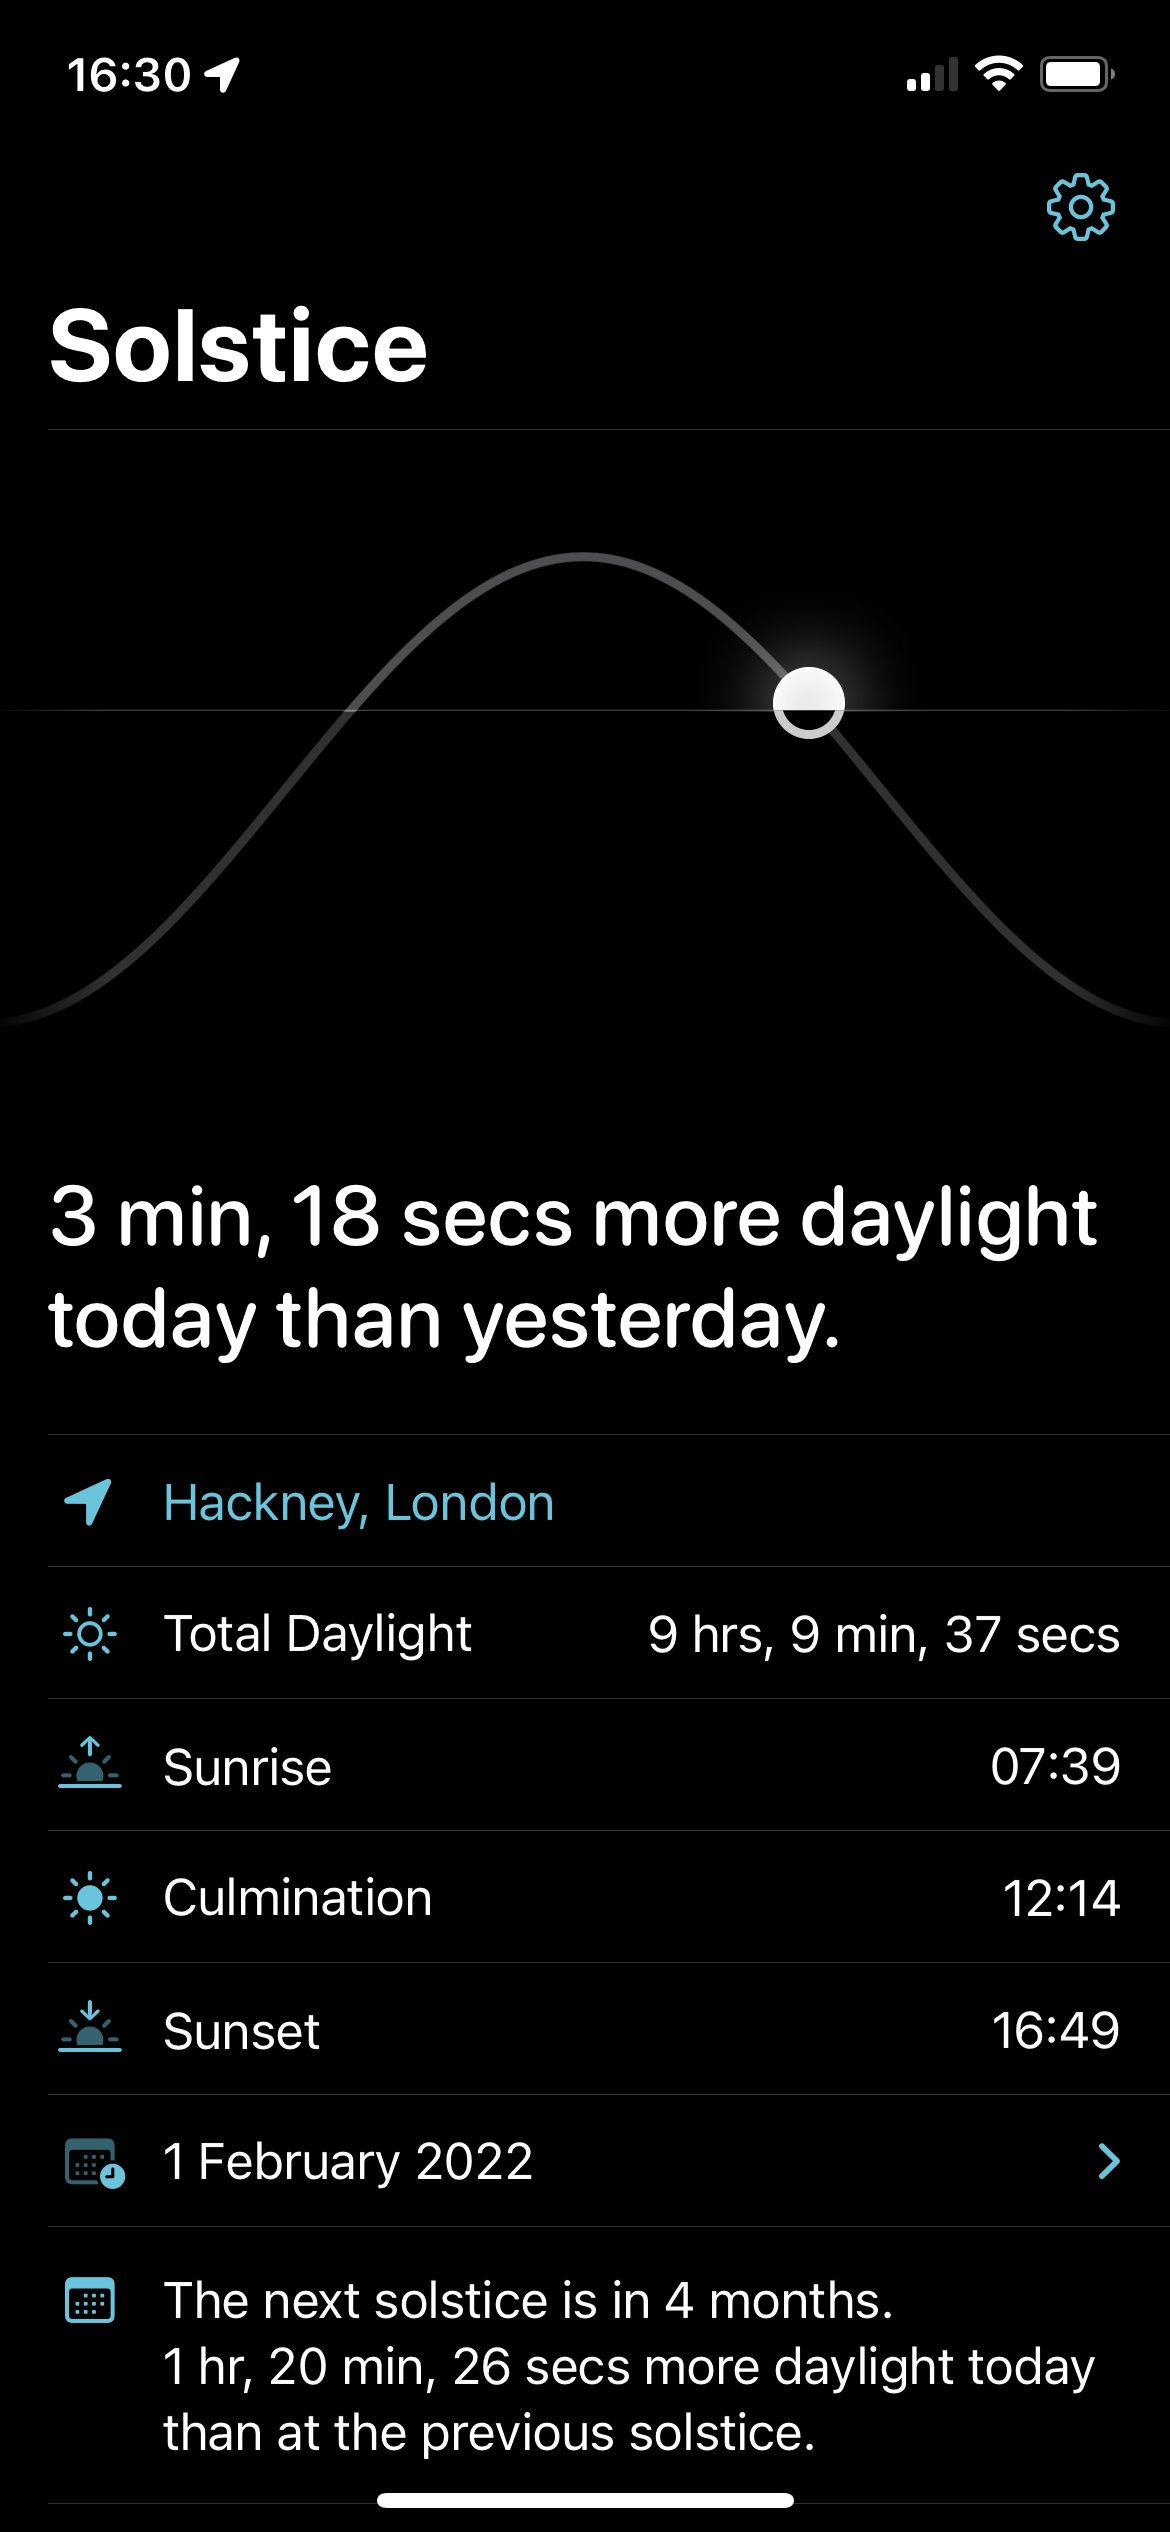 16:30
Solstice
3 min, 18 secs more daylight
today than yesterday.
Hackney, London
Total Daylight 9 hrs, 9 min, 37 secs
Sunrise 07:39
Culmination 12:14
Sunset 16:49
1 February 2022
The next solstice is in 4 months.
1 hr, 20 min, 26 secs more daylight today
than at the previous solstice.